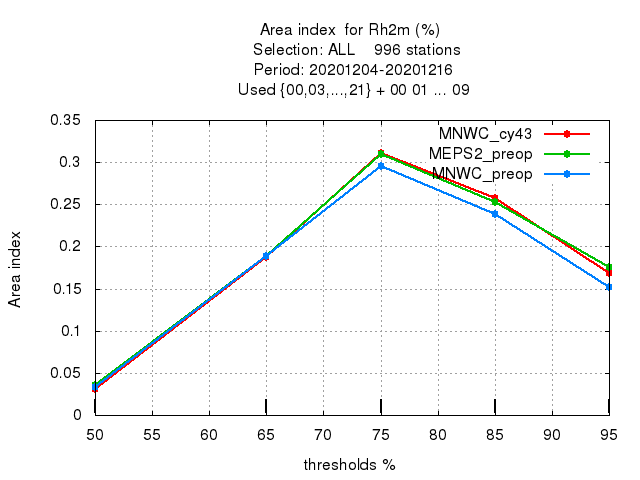 Area index  for Rh2m (%)
Selection: ALL    996 stations
Period: 20201204-20201216
Used {00,03,...,21} + 00 01 ... 09
0.35
MNWC_cy43
MEPS2_preop
MNWC_preop
0.3
0.25
0.2
0.15
0.1
0.05
0
Area index
50 55 60 65 70 75 80 85 90 95
thresholds %